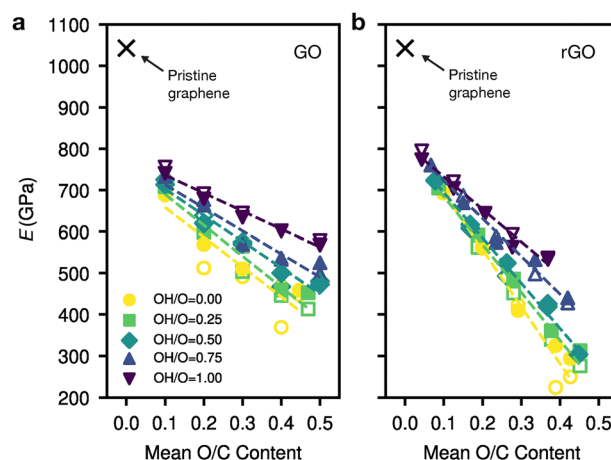 a
GO
b
rGO
1100
1000
900
800
700
600
500
400
300
200
E (GPa)
Pristine
graphene
Pristine
graphene
OH/O=0.00
OH/O=0.25
OH/O=0.50
OH/O=0.75
OH/O=1.00
0.0 0.1 0.2 0.3 0.4 0.5
0.0 0.1 0.2 0.3 0.4 0.5
Mean O/C Content
Mean O/C Content